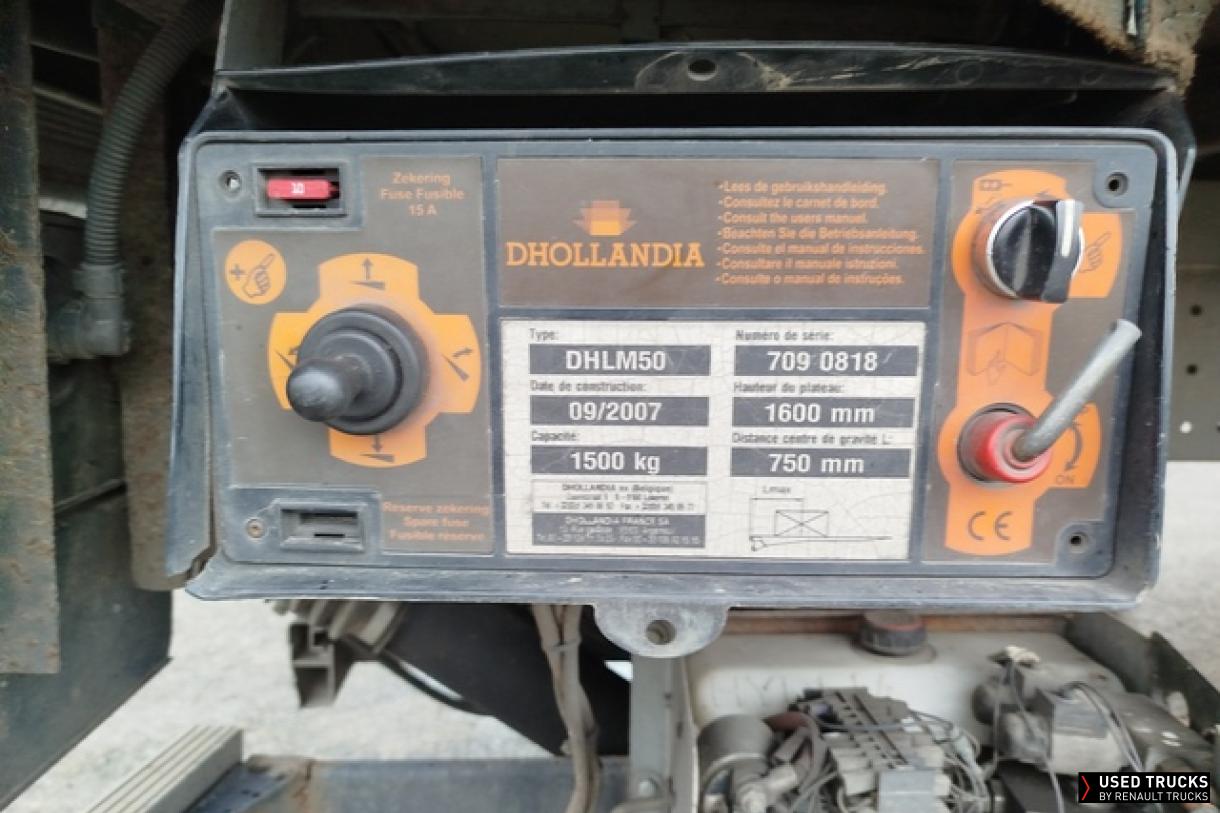 Zekering
Fuse Fusible
15 A
10
DHOLLANDIA
•Lees de gebruikshandleiding.
•Consultez le carnet de bord.
•Consult the users manual.
•Beachten Sie die Betriebsanleitung.
•Consulte el manual de instrucciones.
•Consultare il manuale istruzioni.
•Consulte o manual de instruções.
Type:
DHLM50
Numéro de série:
709 0818
Date de construction:
09/2007
Hauteur du plateau:
1600 mm
Capacité:
1500 kg
Distance centre de gravité L:
750 mm
DHOLLANDIA nv (Belgique)
DHOLLANDIA FRANCE SA
Lmax
Reserve zekering
Spare fuse
Fusible réserve
ON
CE
USED TRUCKS
BY RENAULT TRUCKS